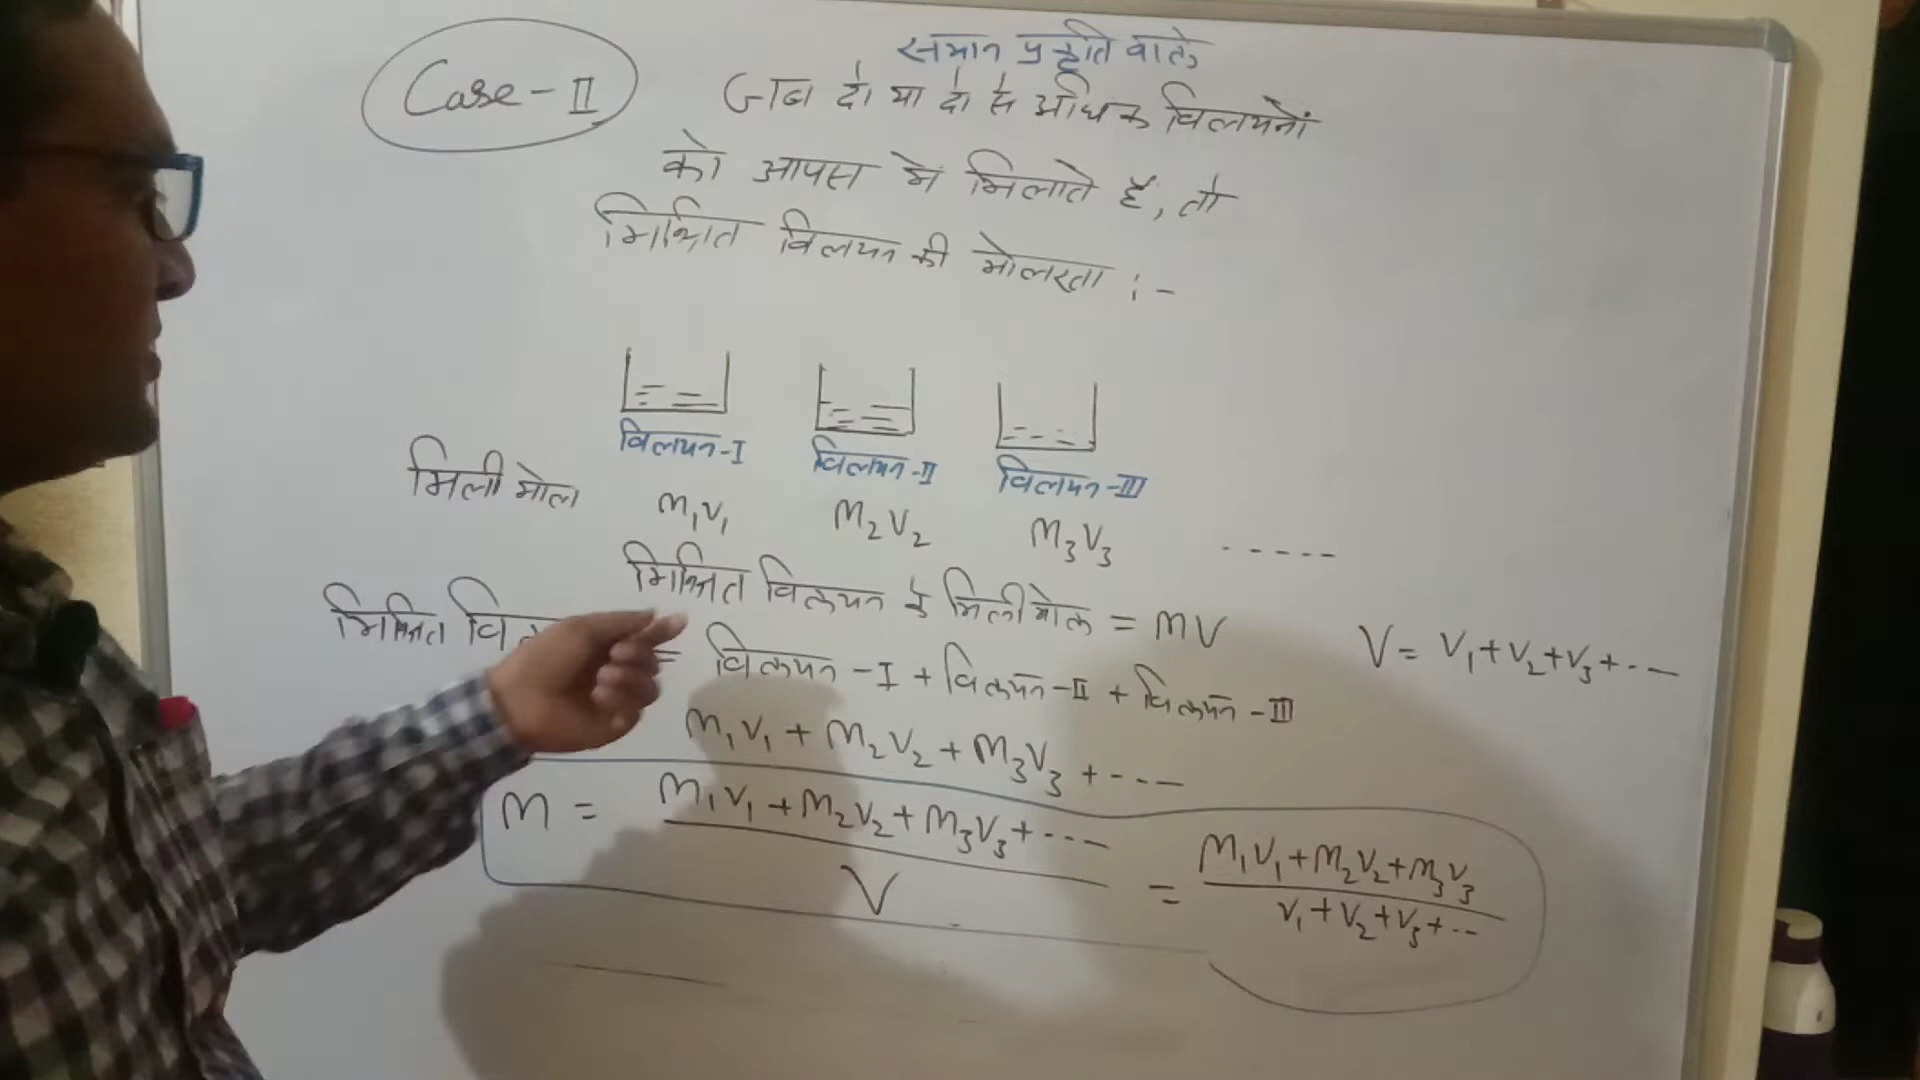 Case-II
समान प्रकृति वाले
जब दो या दो से अधिक विलयनों
को आपस में मिलाते हैं, तो
मिश्रित विलयन की मोलरता :-
विलयन-I विलयन-II विलयन-III
मिली मोल M₁V₁ M₂V₂ M₃V₃ -----
मिश्रित विलयन के मिलीमोल = MV
V = V₁+V₂+V₃+---
मिश्रित = विलयन-I + विलयन-II + विलयन-III
M₁V₁ + M₂V₂ + M₃V₃ + ---
M = M₁V₁+M₂V₂+M₃V₃+--- / V = M₁V₁+M₂V₂+M₃V₃ / V₁+V₂+V₃+--